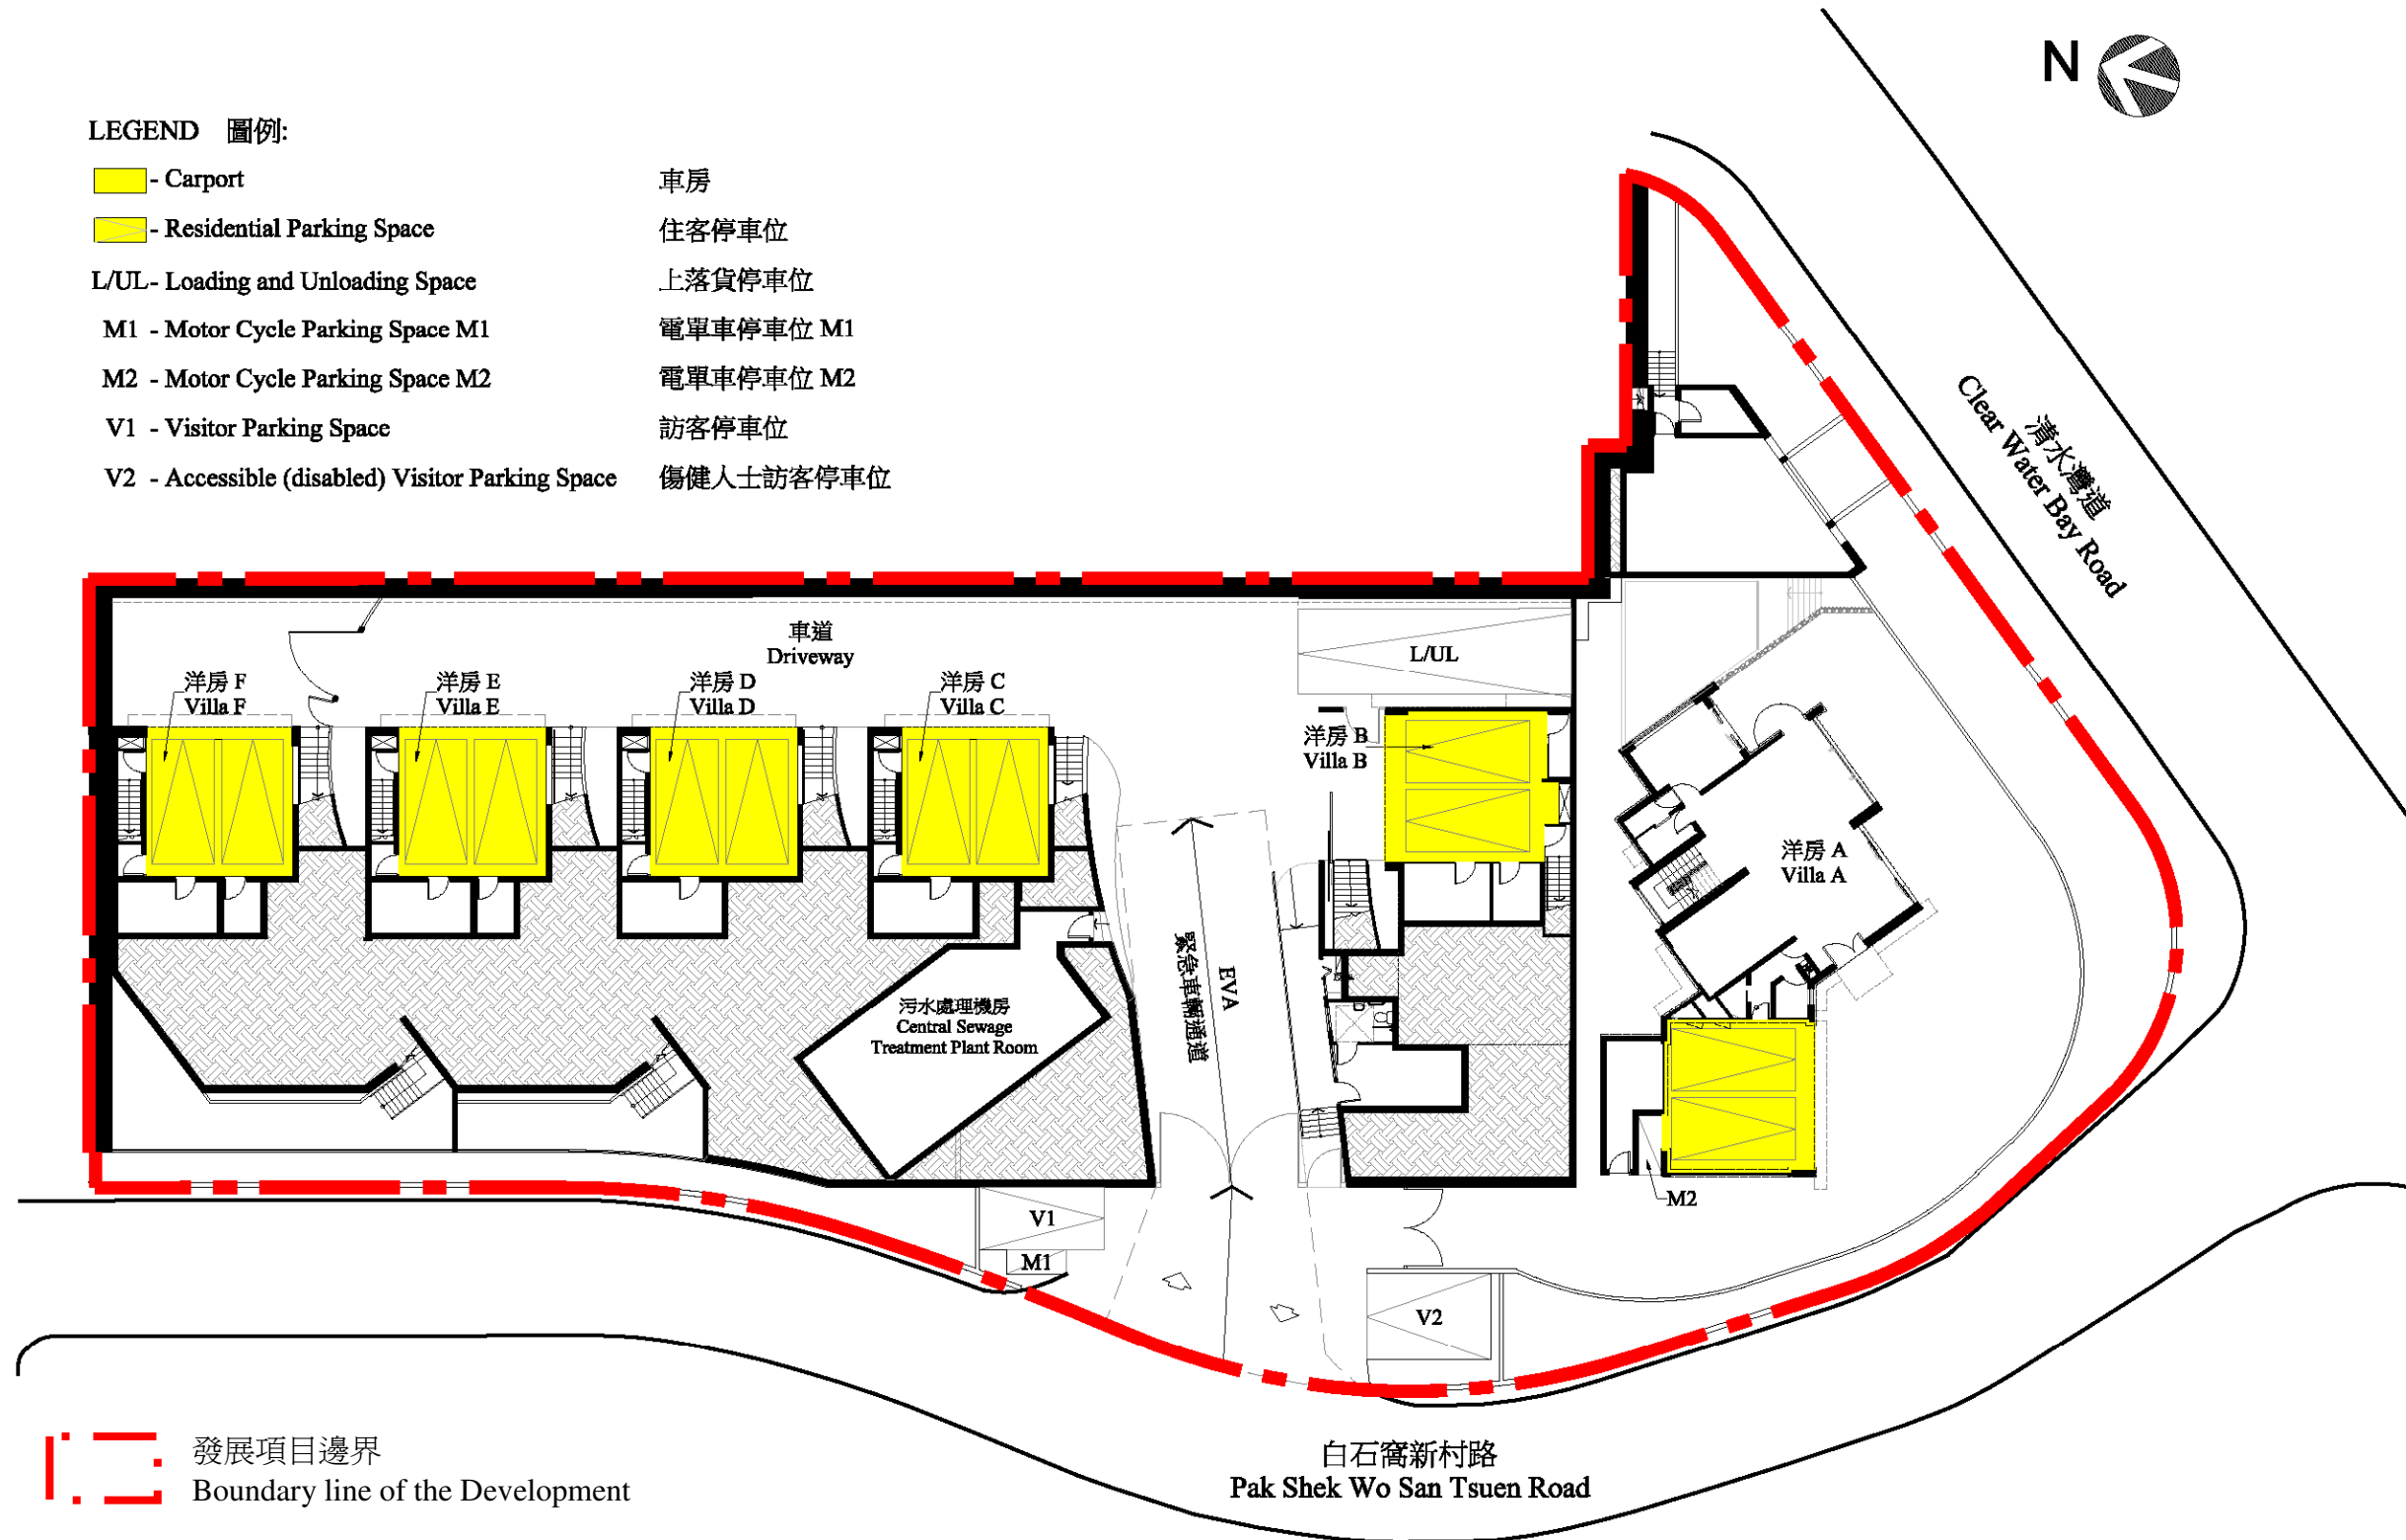 N
LEGEND 圖例:
- Carport 車房
- Residential Parking Space 住客停車位
L/UL- Loading and Unloading Space 上落貨停車位
M1 - Motor Cycle Parking Space M1 電單車停車位 M1
M2 - Motor Cycle Parking Space M2 電單車停車位 M2
V1 - Visitor Parking Space 訪客停車位
V2 - Accessible (disabled) Visitor Parking Space 傷健人士訪客停車位
清水灣道
Clear Water Bay Road
車道
Driveway
L/UL
洋房 F
Villa F
洋房 E
Villa E
洋房 D
Villa D
洋房 C
Villa C
洋房 B
Villa B
洋房 A
Villa A
緊急車輛通道
EVA
污水處理機房
Central Sewage
Treatment Plant Room
M2
V1
M1
V2
白石窩新村路
Pak Shek Wo San Tsuen Road
發展項目邊界
Boundary line of the Development